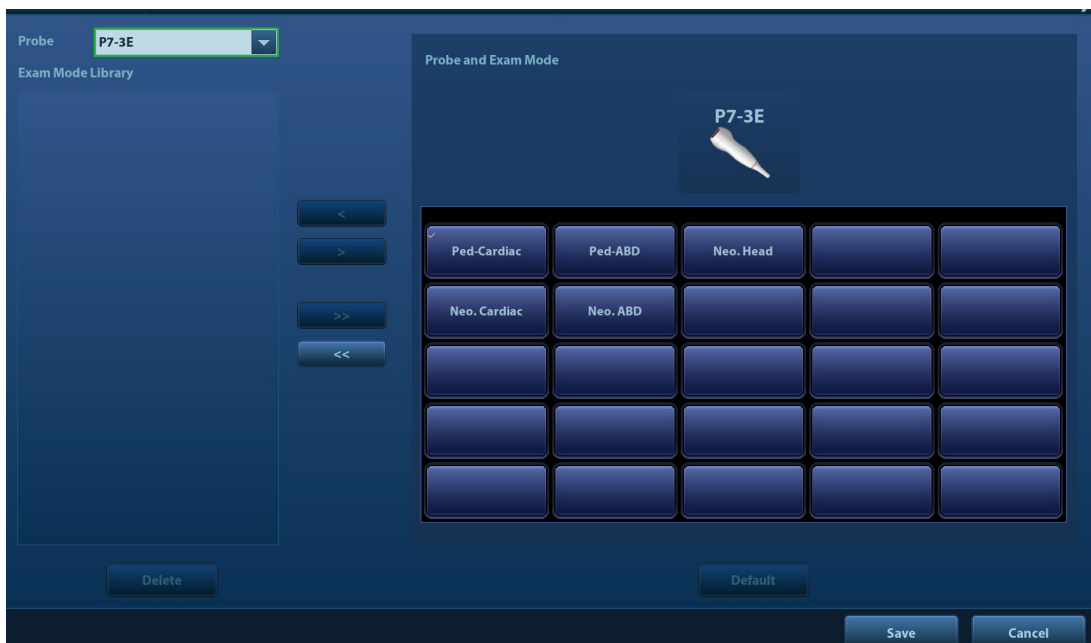 Probe P7-3E
Exam Mode Library
Probe and Exam Mode
P7-3E
<
>
>>
<<
Ped-Cardiac Ped-ABD Neo. Head
Neo. Cardiac Neo. ABD
Delete
Default
Save Cancel